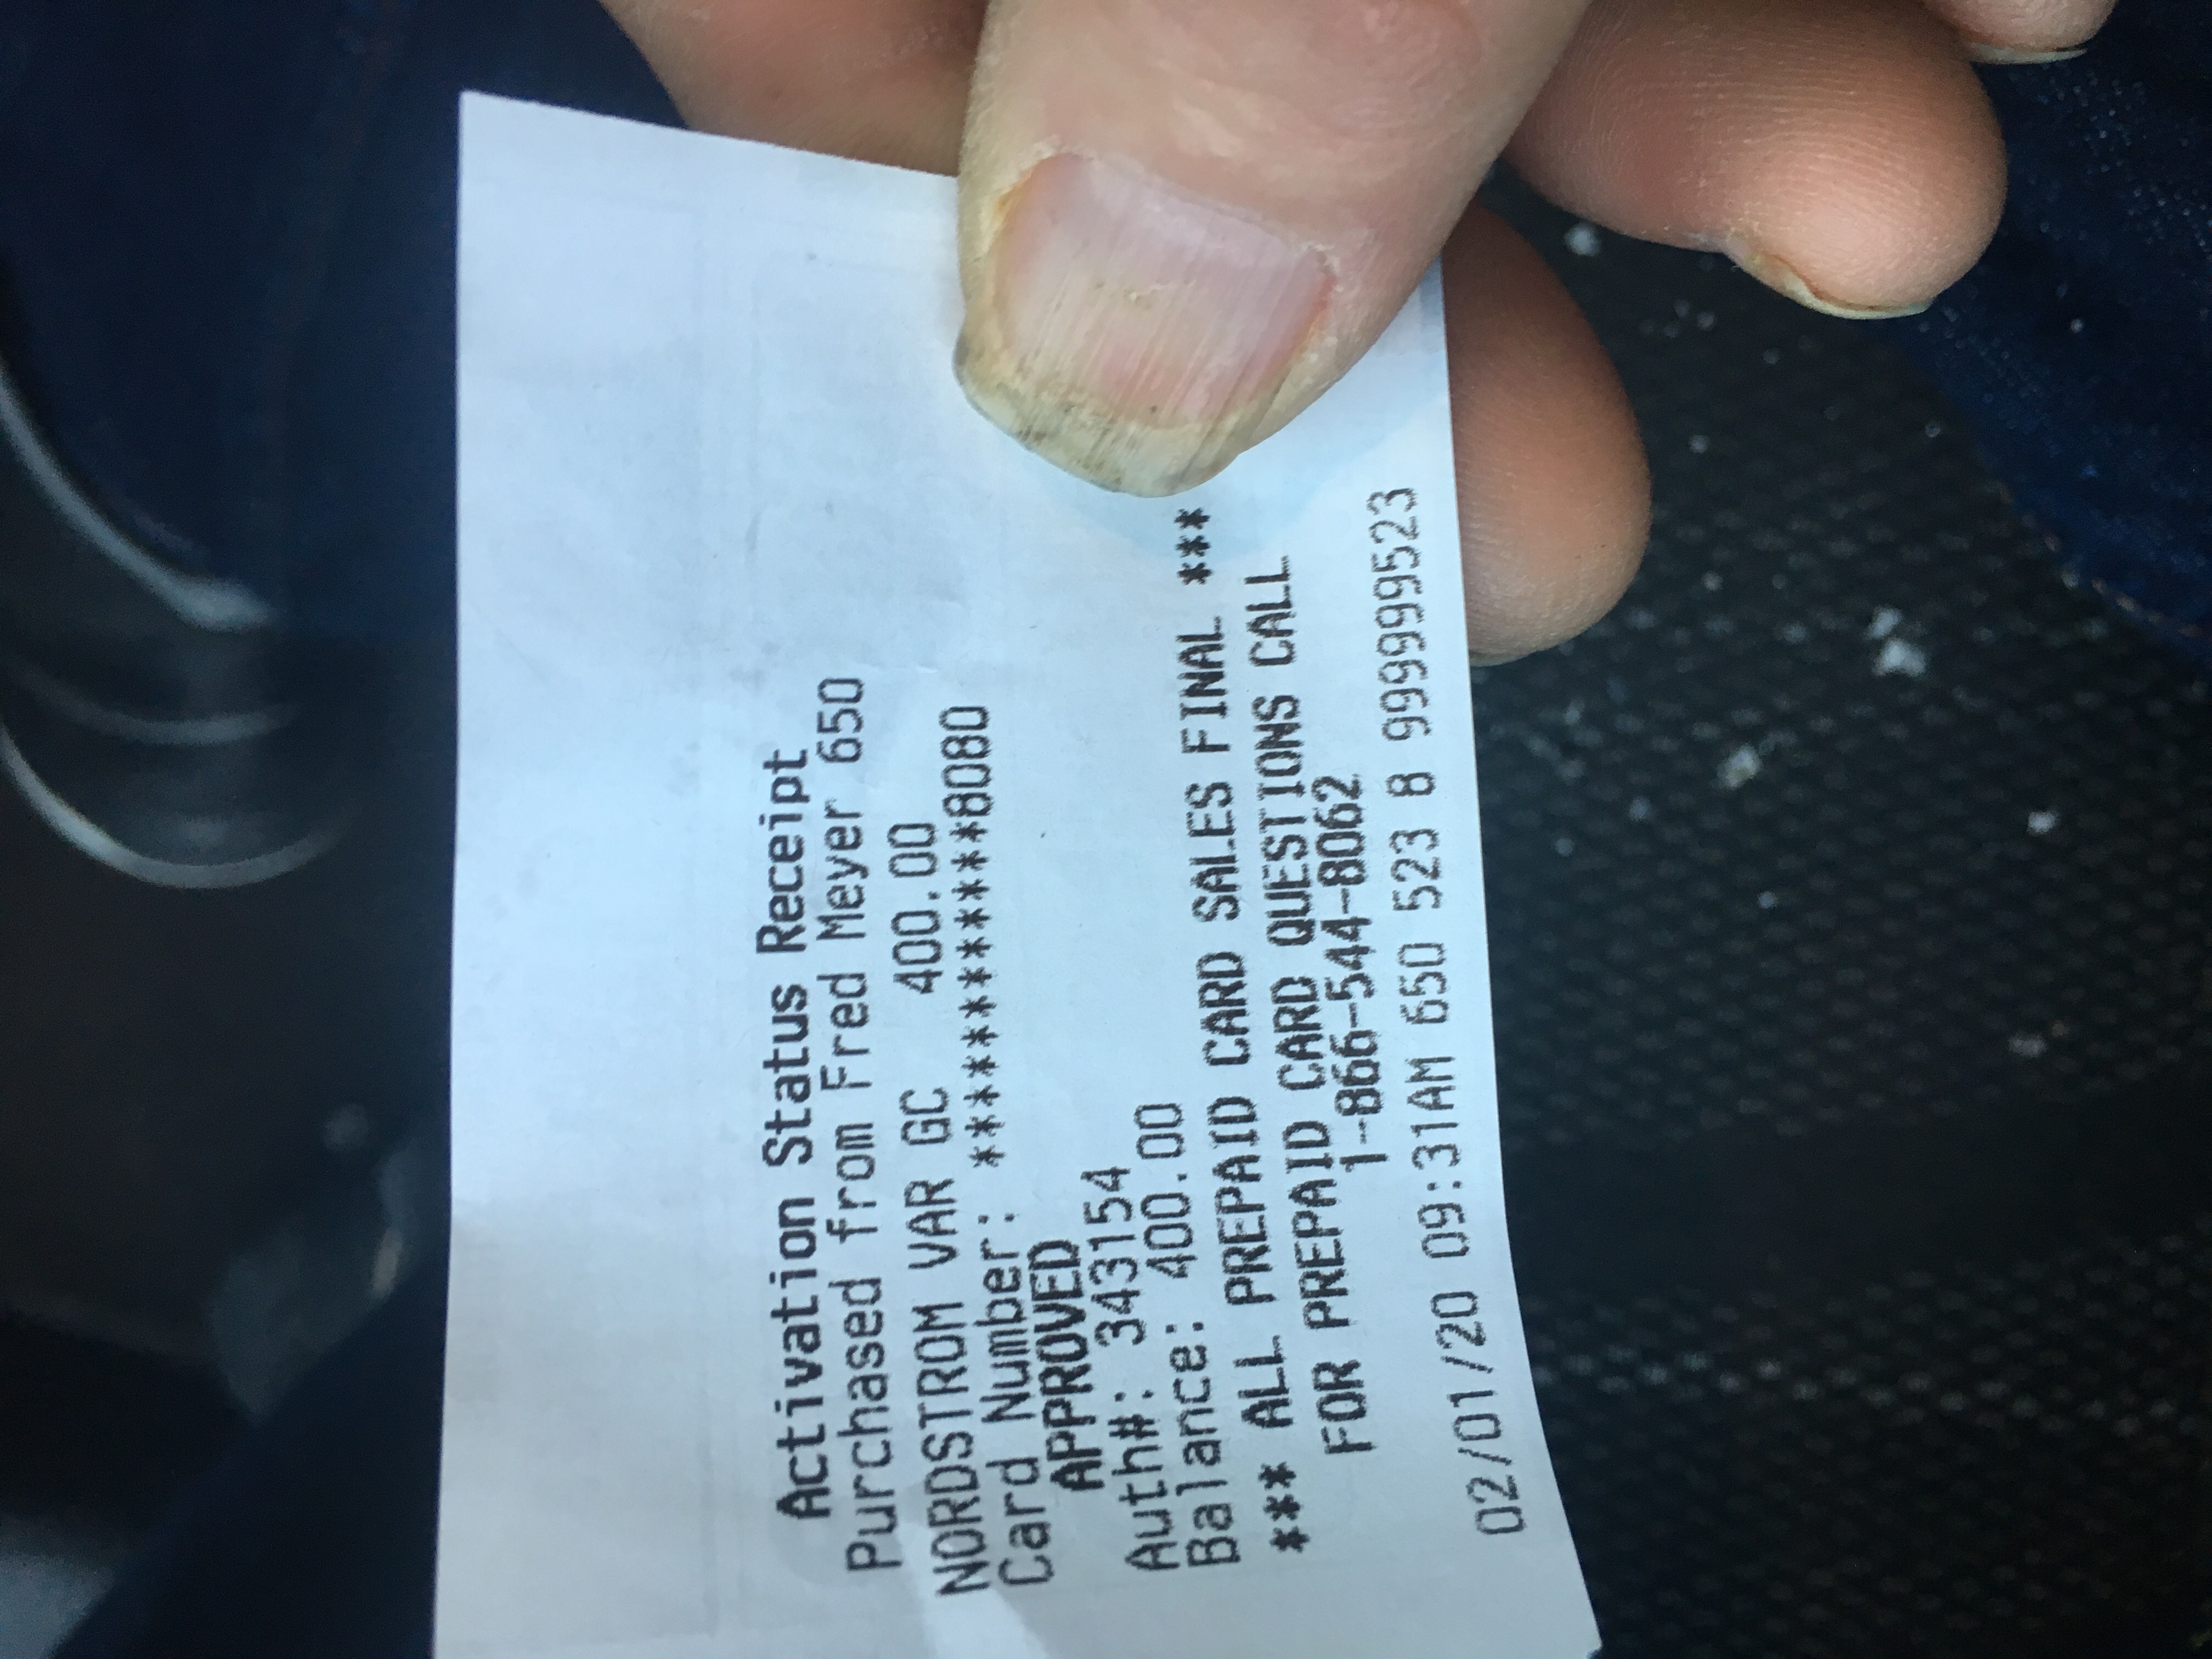 Activation Status Receipt
Purchased from Fred Meyer 650
NORDSTROM VAR GC 400.00
Card Number: ************8080
APPROVED
Auth#: 343154
Balance: 400.00
*** ALL PREPAID CARD SALES FINAL ***
FOR PREPAID CARD QUESTIONS CALL
1-866-544-8062
02/01/20 09:31AM 650 523 8 999999523